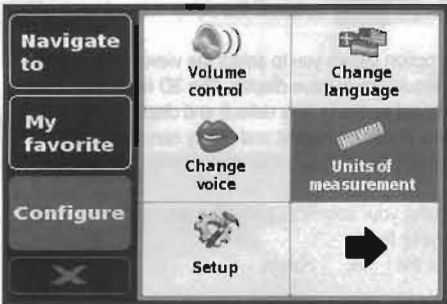 Navigate
to
My
favorite
Configure
Volume
control
Change
language
Change
voice
Units of
measurement
Setup